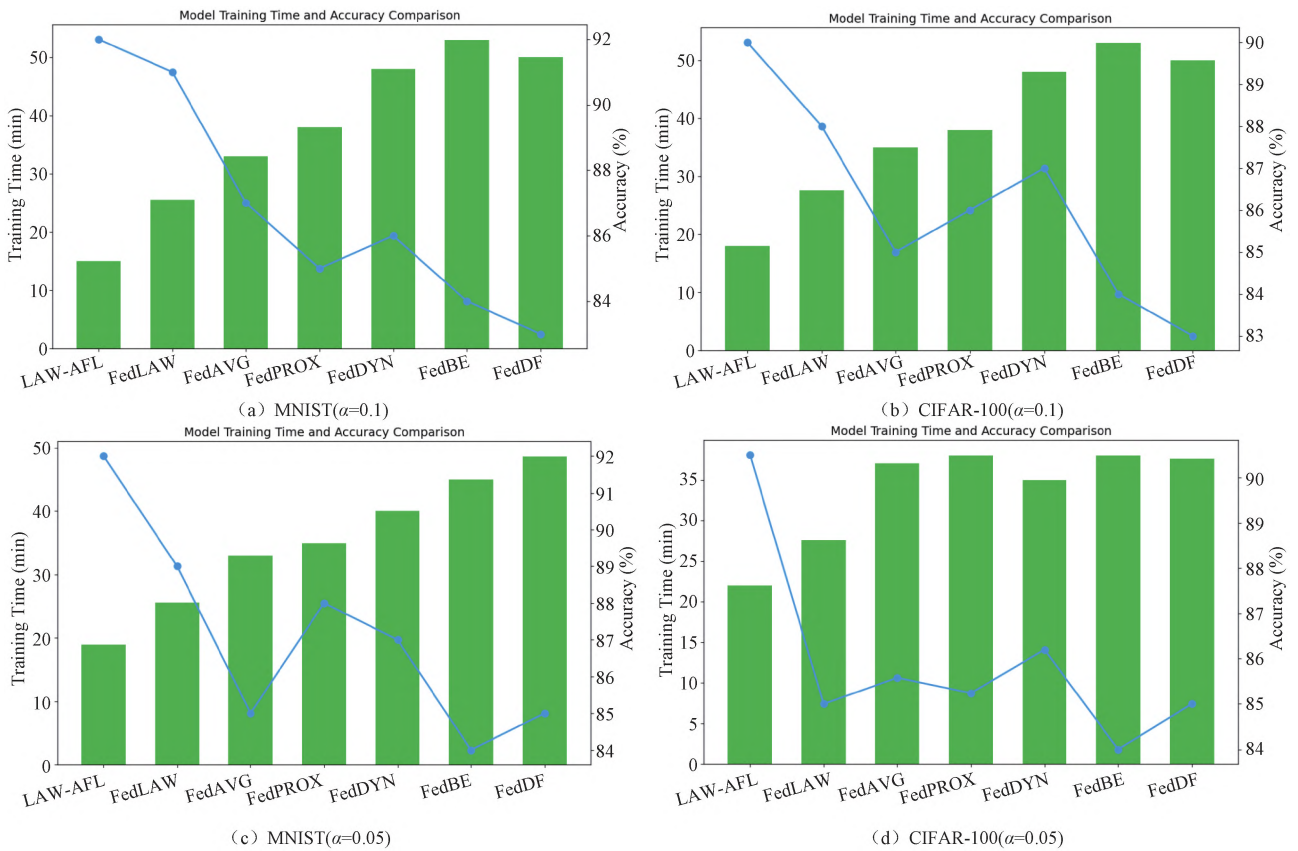 Model Training Time and Accuracy Comparison
Training Time (min)
0
10
20
30
40
50
Accuracy (%)
84
86
88
90
92
LAW-AFL FedLAW FedAVG FedPROX FedDYN FedBE FedDF
（a）MNIST(α=0.1)
Model Training Time and Accuracy Comparison
Training Time (min)
0
10
20
30
40
50
Accuracy (%)
83
84
85
86
87
88
89
90
LAW-AFL FedLAW FedAVG FedPROX FedDYN FedBE FedDF
（b）CIFAR-100(α=0.1)
Model Training Time and Accuracy Comparison
Training Time (min)
0
10
20
30
40
50
Accuracy (%)
84
85
86
87
88
89
90
91
92
LAW-AFL FedLAW FedAVG FedPROX FedDYN FedBE FedDF
（c）MNIST(α=0.05)
Model Training Time and Accuracy Comparison
Training Time (min)
0
5
10
15
20
25
30
35
Accuracy (%)
84
85
86
87
88
89
90
LAW-AFL FedLAW FedAVG FedPROX FedDYN FedBE FedDF
（d）CIFAR-100(α=0.05)